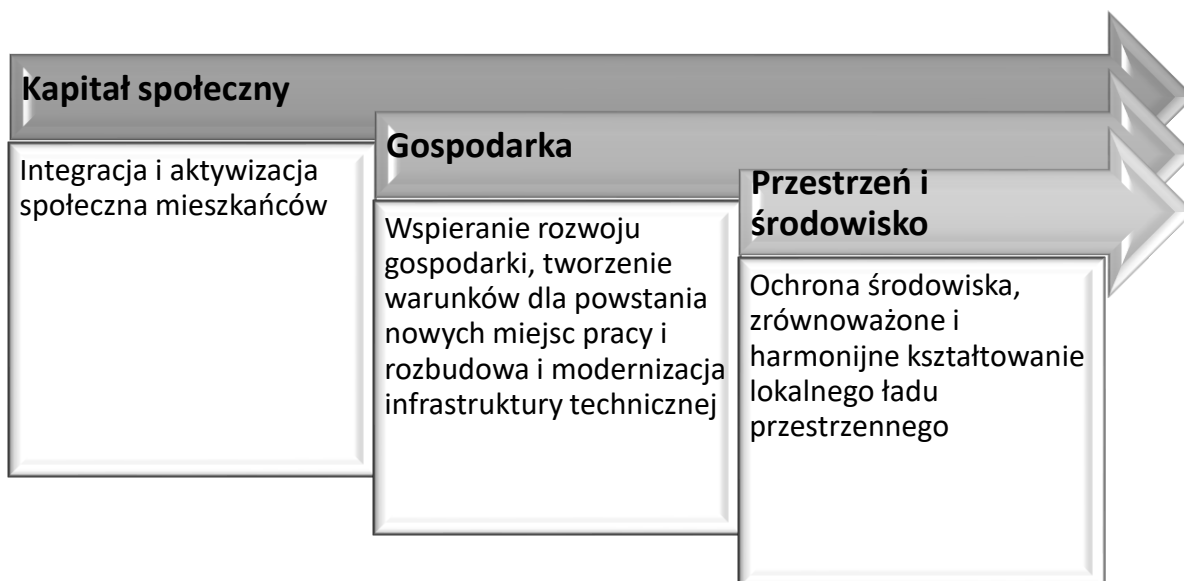 Kapitał społeczny
Integracja i aktywizacja
społeczna mieszkańców
Gospodarka
Wspieranie rozwoju
gospodarki, tworzenie
warunków dla powstania
nowych miejsc pracy i
rozbudowa i modernizacja
infrastruktury technicznej
Przestrzeń i
środowisko
Ochrona środowiska,
zrównoważone i
harmonijne kształtowanie
lokalnego ładu
przestrzennego